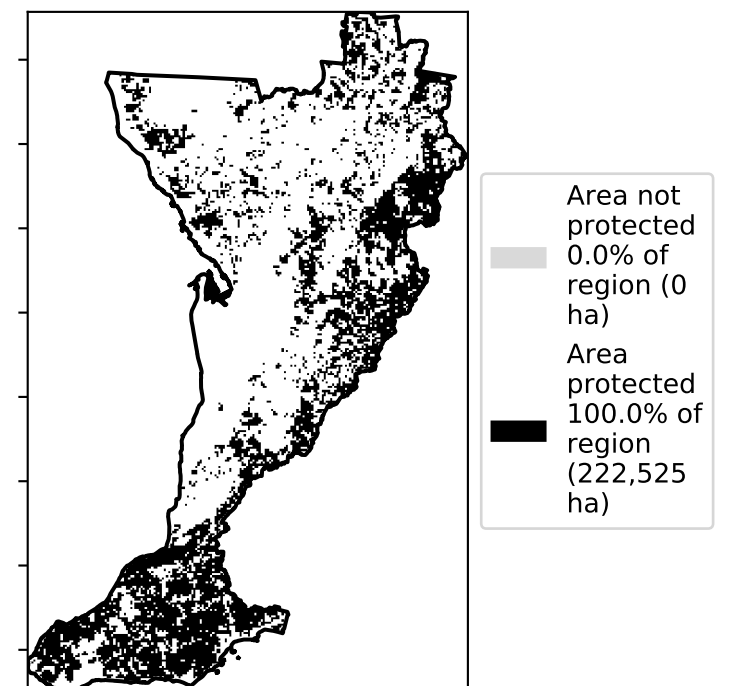 Area not
protected
0.0% of
region (0
ha)
Area
protected
100.0% of
region
(222,525
ha)